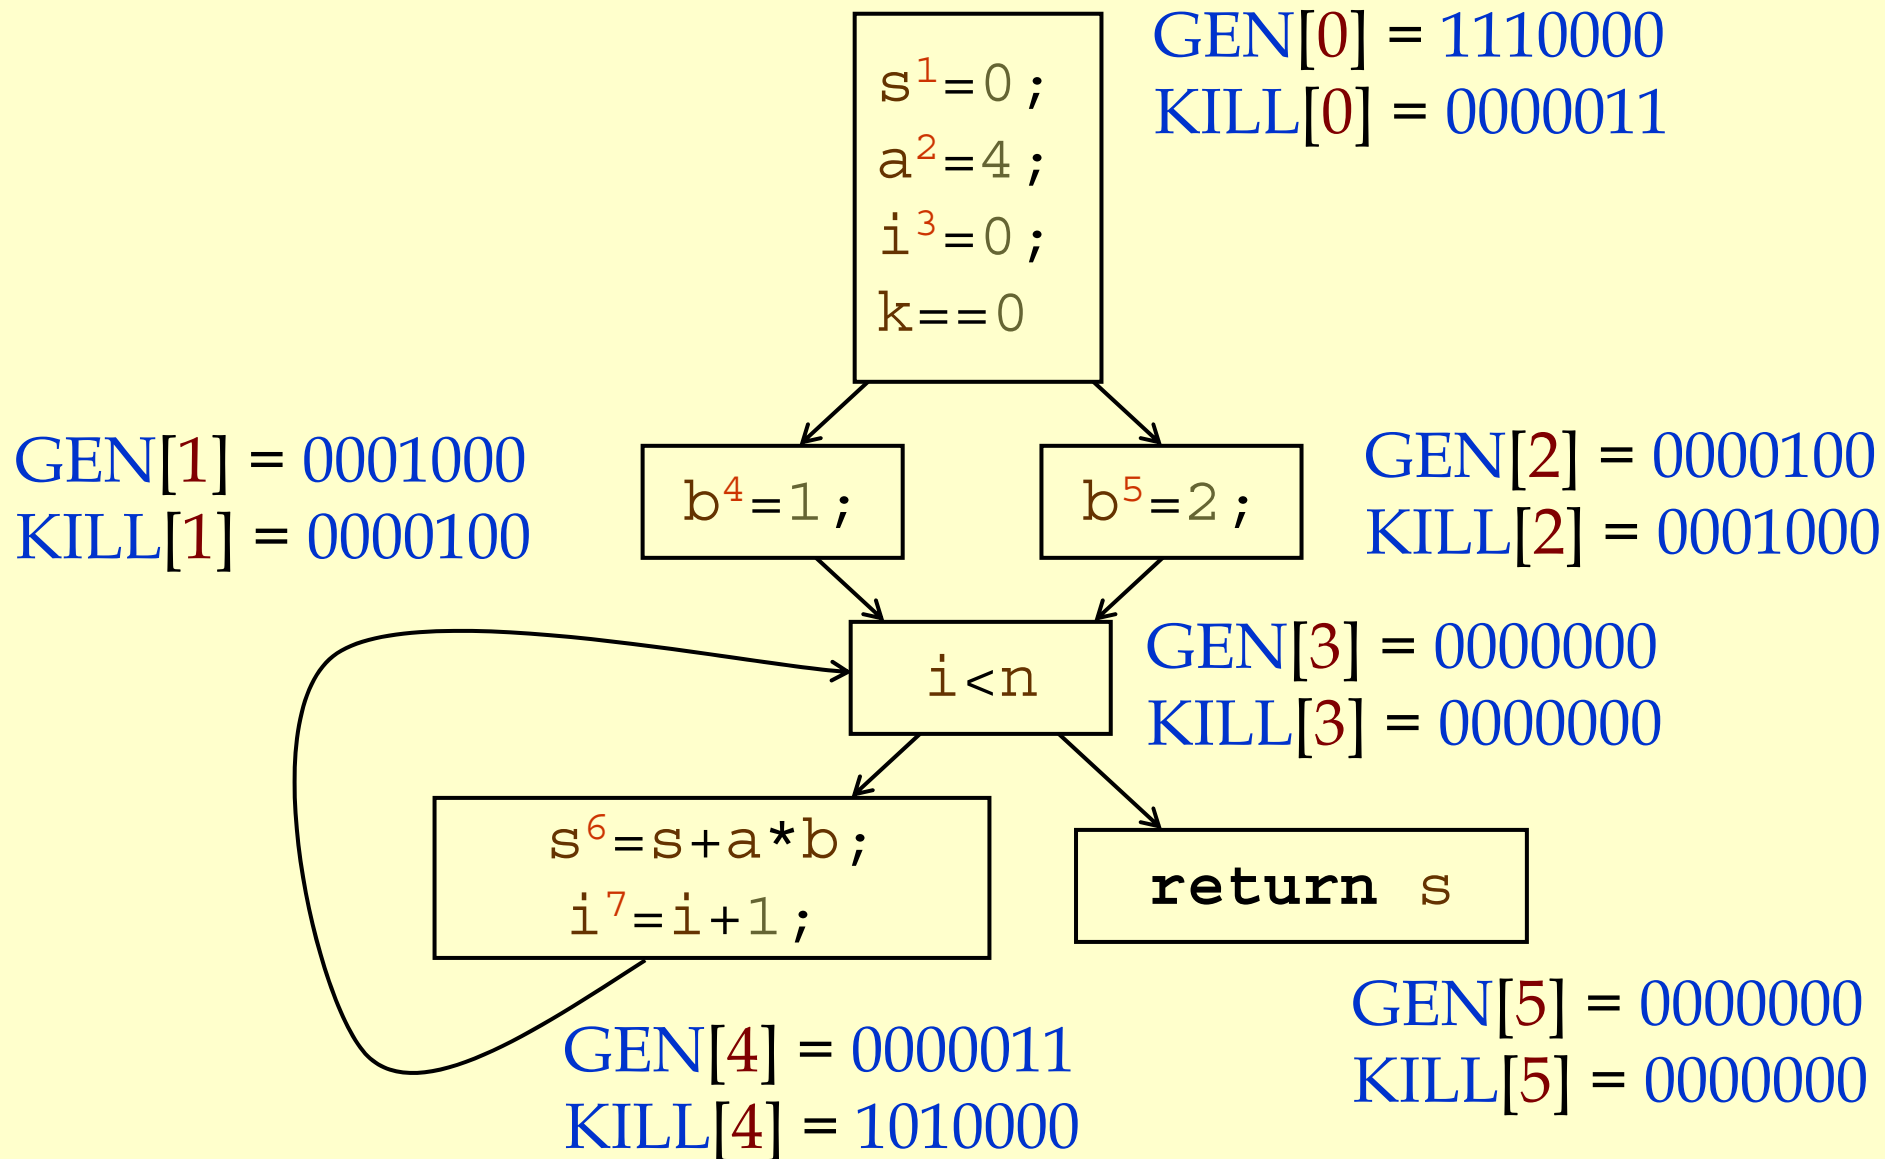 s¹=0;
a²=4;
i³=0;
k==0
GEN[0] = 1110000
KILL[0] = 0000011
GEN[1] = 0001000
KILL[1] = 0000100
b⁴=1;
b⁵=2;
GEN[2] = 0000100
KILL[2] = 0001000
i<n
GEN[3] = 0000000
KILL[3] = 0000000
s⁶=s+a*b;
i⁷=i+1;
return s
GEN[4] = 0000011
KILL[4] = 1010000
GEN[5] = 0000000
KILL[5] = 0000000